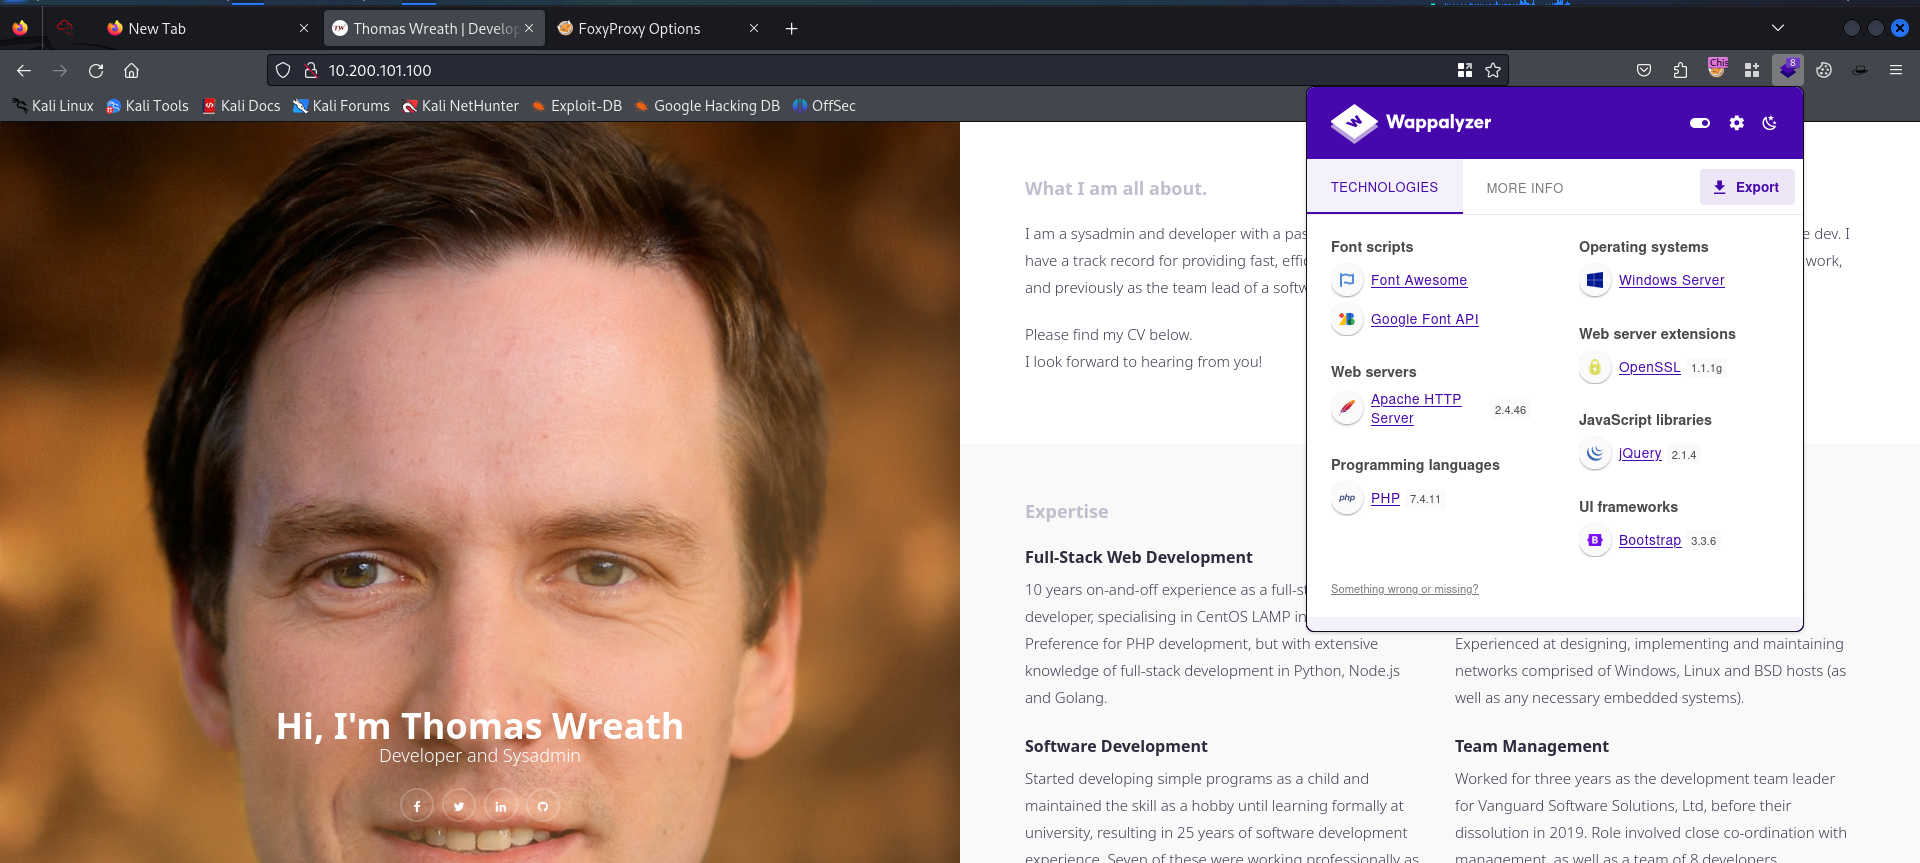 New Tab
Thomas Wreath | Develop
FoxyProxy Options
10.200.101.100
Chis
8
Kali Linux
Kali Tools
Kali Docs
Kali Forums
Kali NetHunter
Exploit-DB
Google Hacking DB
OffSec
Hi, I'm Thomas Wreath
Developer and Sysadmin
What I am all about.
I am a sysadmin and developer with a pas
e dev. I
have a track record for providing fast, effic
work,
and previously as the team lead of a softw
Please find my CV below.
I look forward to hearing from you!
Expertise
Full-Stack Web Development
10 years on-and-off experience as a full-st
developer, specialising in CentOS LAMP in
Preference for PHP development, but with extensive
knowledge of full-stack development in Python, Node.js
and Golang.
Experienced at designing, implementing and maintaining
networks comprised of Windows, Linux and BSD hosts (as
well as any necessary embedded systems).
Software Development
Started developing simple programs as a child and
maintained the skill as a hobby until learning formally at
university, resulting in 25 years of software development
experience. Seven of these were working professionally as
Team Management
Worked for three years as the development team leader
for Vanguard Software Solutions, Ltd, before their
dissolution in 2019. Role involved close co-ordination with
management, as well as a team of 8 developers
Wappalyzer
TECHNOLOGIES
MORE INFO
Export
Font scripts
Font Awesome
Google Font API
Web servers
Apache HTTP
Server
2.4.46
Programming languages
php
PHP 7.4.11
Operating systems
Windows Server
Web server extensions
OpenSSL 1.1.1g
JavaScript libraries
jQuery 2.1.4
UI frameworks
Bootstrap 3.3.6
Something wrong or missing?